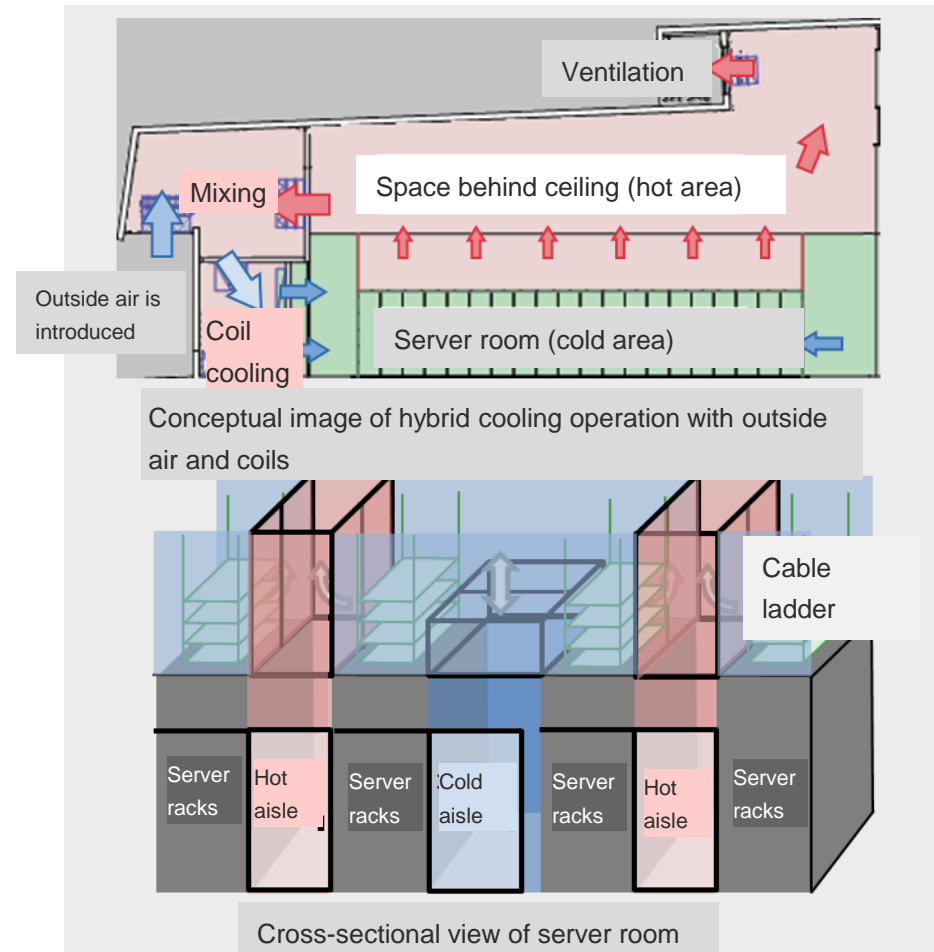 Ventilation
Mixing
Space behind ceiling (hot area)
Outside air is
introduced
Coil
cooling
Server room (cold area)
Conceptual image of hybrid cooling operation with outside
air and coils
Cable
ladder
Server
racks
Hot
aisle
Server
racks
Cold
aisle
Server
racks
Hot
aisle
Server
racks
Cross-sectional view of server room